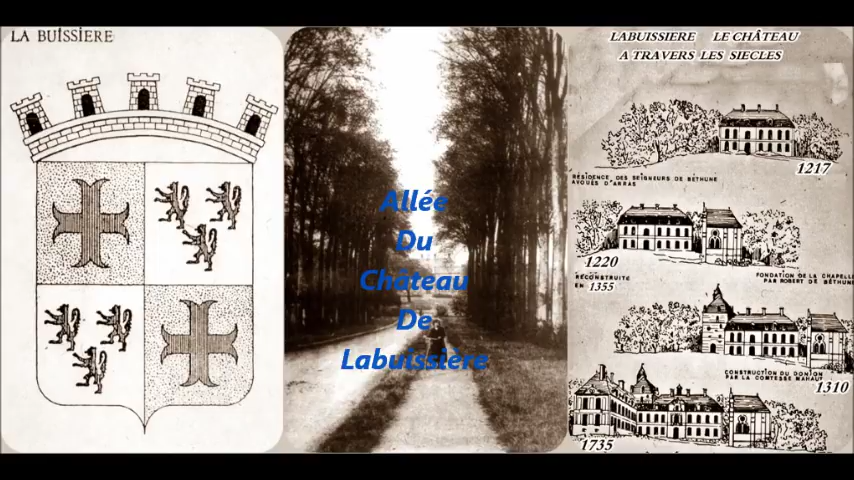 LA BUISSIERE
Allée
Du
Château
De
Labuissière
LABUISSIERE LE CHÂTEAU
A TRAVERS LES SIECLES
1217
RÉSIDENCE DES SEIGNEURS DE BÉTHUNE
AVOUÉS D'ARRAS
1220
RECONSTRUITE
EN 1355
FONDATION DE LA CHAPELLE
PAR ROBERT DE BÉTHUNE
CONSTRUCTION DU DONJON
PAR LA COMTESSE MAHAUT
1310
1735